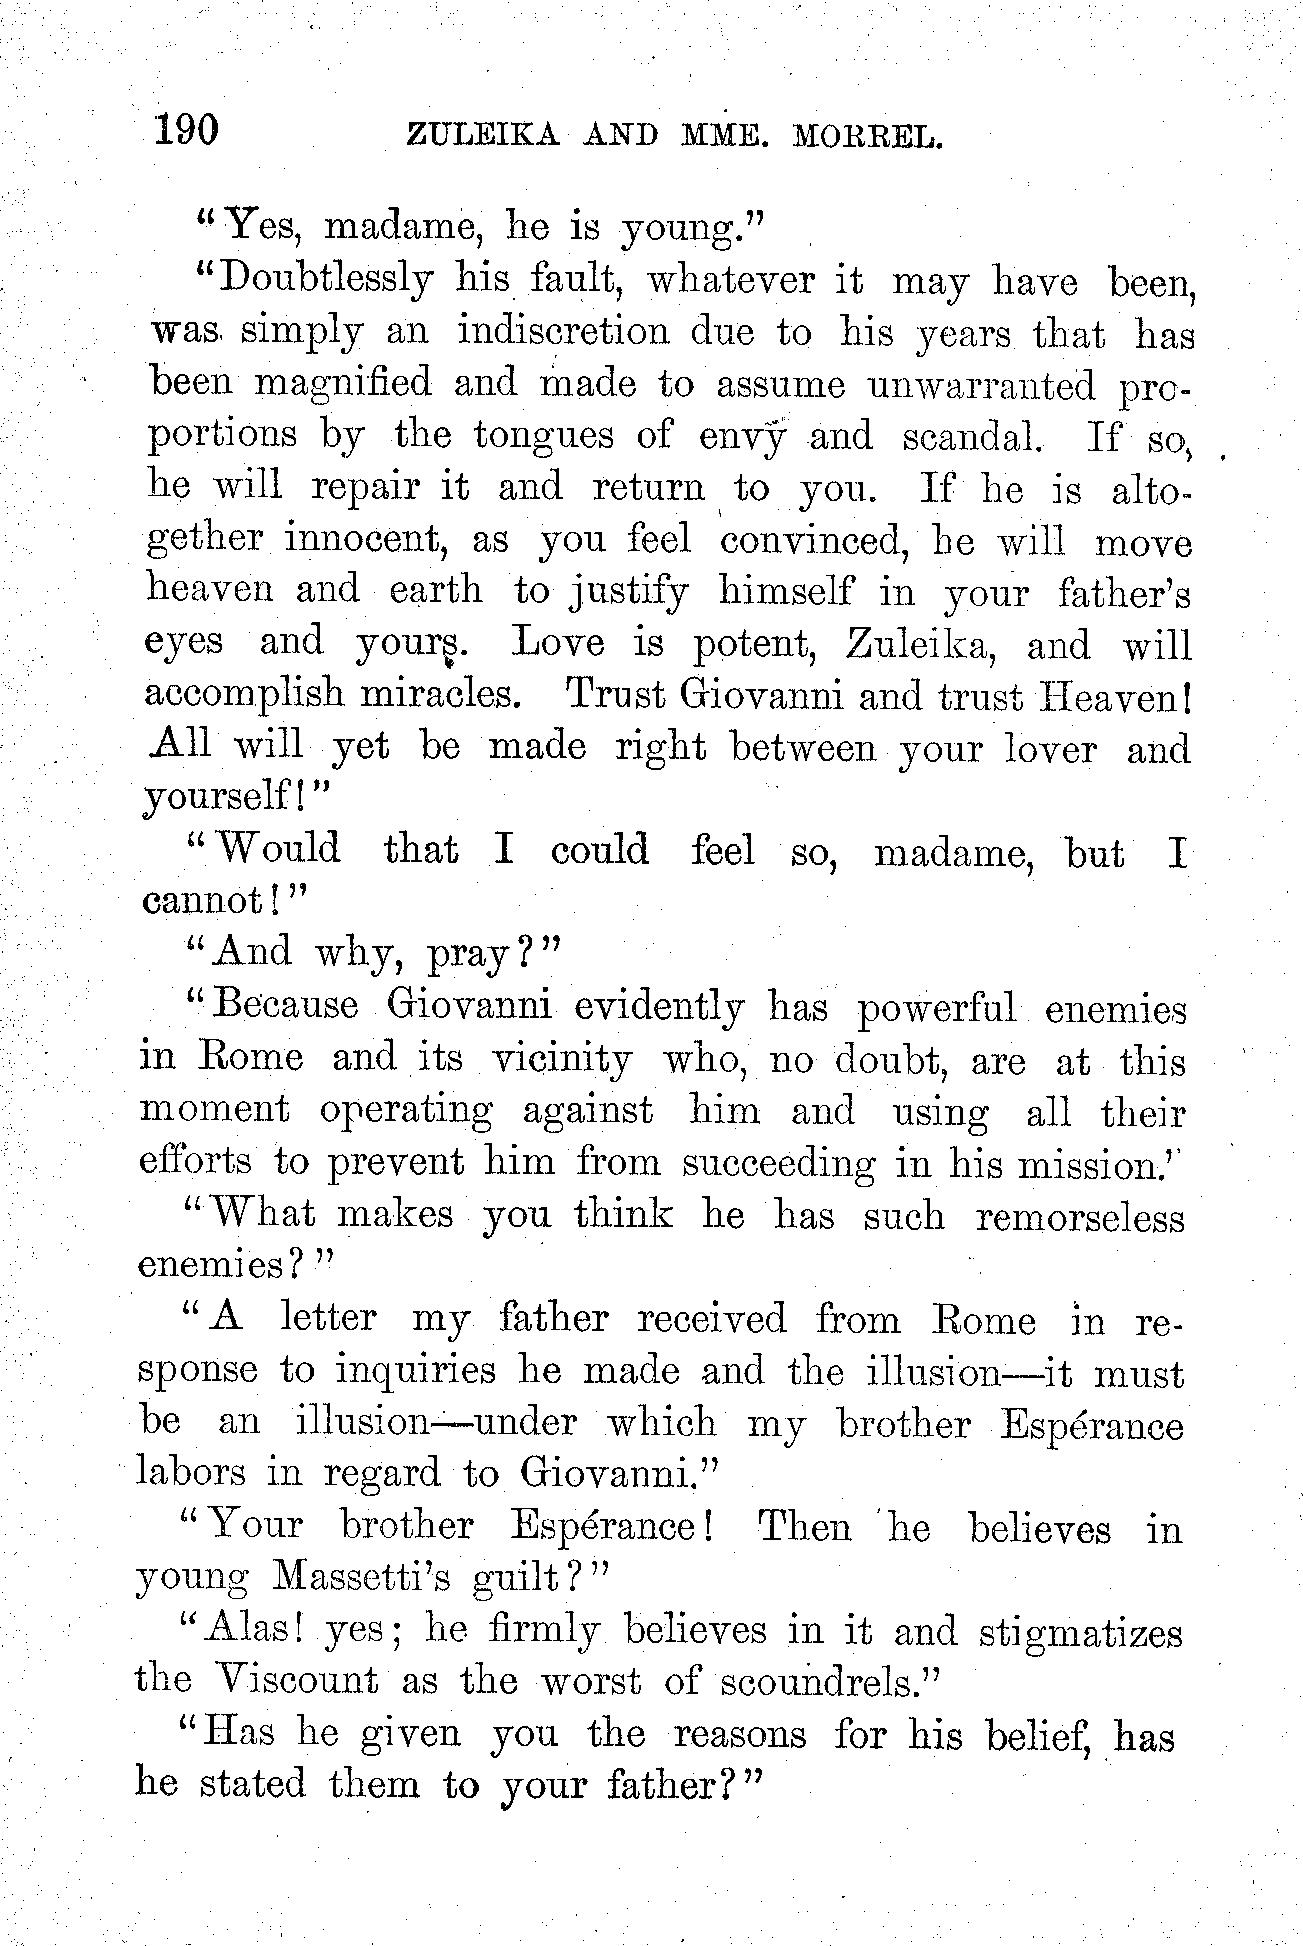 190 ZULEIKA AND MME. MORREL.
"Yes, madame, he is young."
"Doubtlessly his fault, whatever it may have been,
was simply an indiscretion due to his years that has
been magnified and made to assume unwarranted pro-
portions by the tongues of envy and scandal. If so,
he will repair it and return to you. If he is alto-
gether innocent, as you feel convinced, he will move
heaven and earth to justify himself in your father's
eyes and yours. Love is potent, Zuleika, and will
accomplish miracles. Trust Giovanni and trust Heaven!
All will yet be made right between your lover and
yourself!"
"Would that I could feel so, madame, but I
cannot!"
"And why, pray?"
"Because Giovanni evidently has powerful enemies
in Rome and its vicinity who, no doubt, are at this
moment operating against him and using all their
efforts to prevent him from succeeding in his mission."
"What makes you think he has such remorseless
enemies?"
"A letter my father received from Rome in re-
sponse to inquiries he made and the illusion—it must
be an illusion—under which my brother Espérance
labors in regard to Giovanni."
"Your brother Espérance! Then he believes in
young Massetti's guilt?"
"Alas! yes; he firmly believes in it and stigmatizes
the Viscount as the worst of scoundrels."
"Has he given you the reasons for his belief, has
he stated them to your father?"